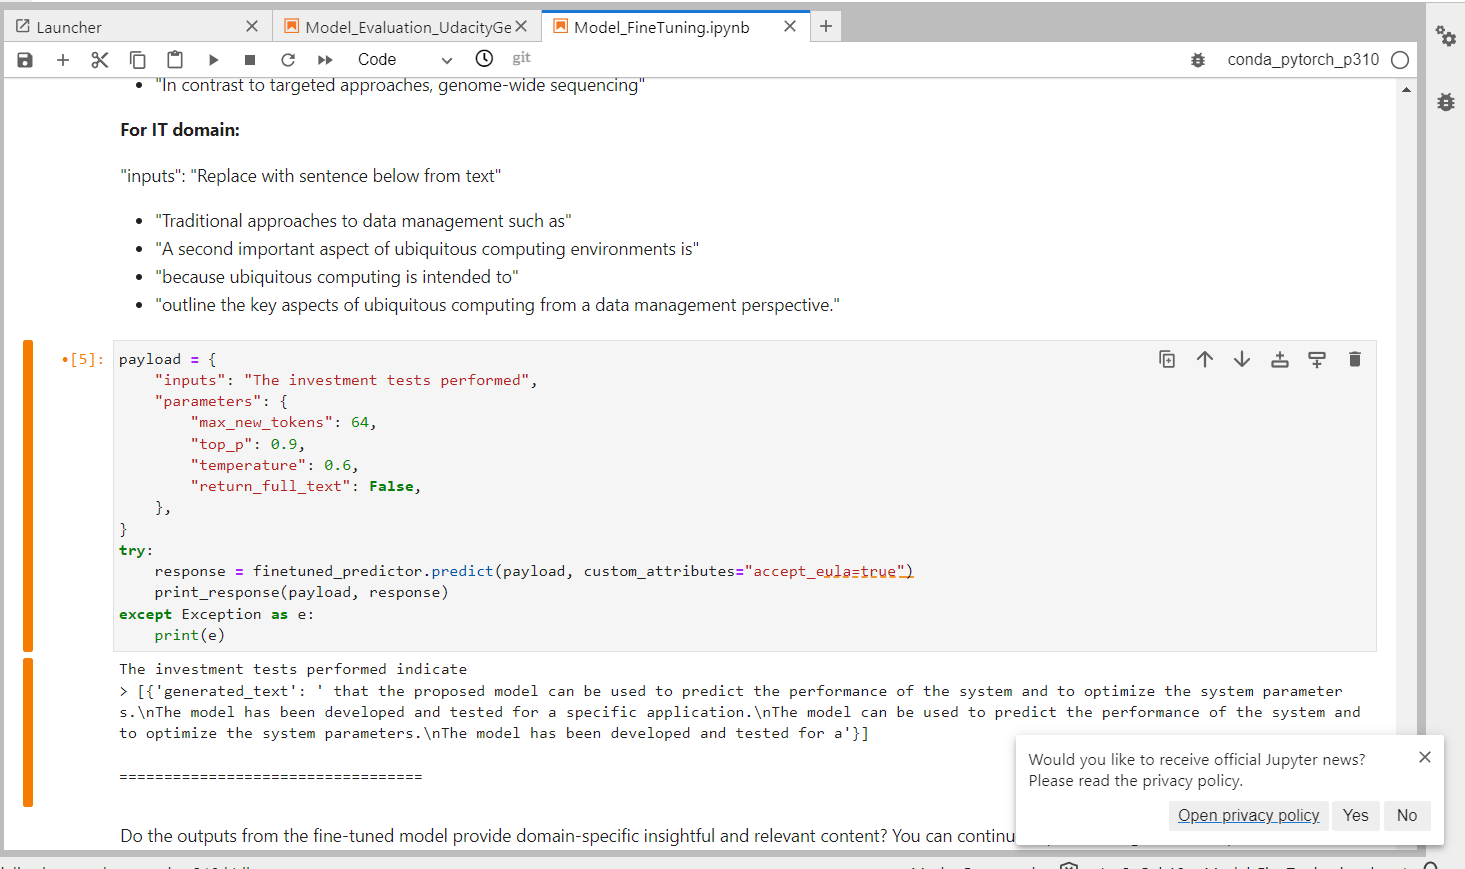 Launcher
Model_Evaluation_UdacityGe
Model_FineTuning.ipynb
Code
git
conda_pytorch_p310
• "In contrast to targeted approaches, genome-wide sequencing"
For IT domain:
"inputs": "Replace with sentence below from text"
• "Traditional approaches to data management such as"
• "A second important aspect of ubiquitous computing environments is"
• "because ubiquitous computing is intended to"
• "outline the key aspects of ubiquitous computing from a data management perspective."
•[5]:
payload = {
"inputs": "The investment tests performed",
"parameters": {
"max_new_tokens": 64,
"top_p": 0.9,
"temperature": 0.6,
"return_full_text": False,
},
}
try:
response = finetuned_predictor.predict(payload, custom_attributes="accept_eula=true")
print_response(payload, response)
except Exception as e:
print(e)
The investment tests performed indicate
> [{'generated_text': ' that the proposed model can be used to predict the performance of the system and to optimize the system parameter
s.\nThe model has been developed and tested for a specific application.\nThe model can be used to predict the performance of the system and
to optimize the system parameters.\nThe model has been developed and tested for a'}]
==================================
Do the outputs from the fine-tuned model provide domain-specific insightful and relevant content? You can continu
Would you like to receive official Jupyter news?
Please read the privacy policy.
Open privacy policy
Yes
No